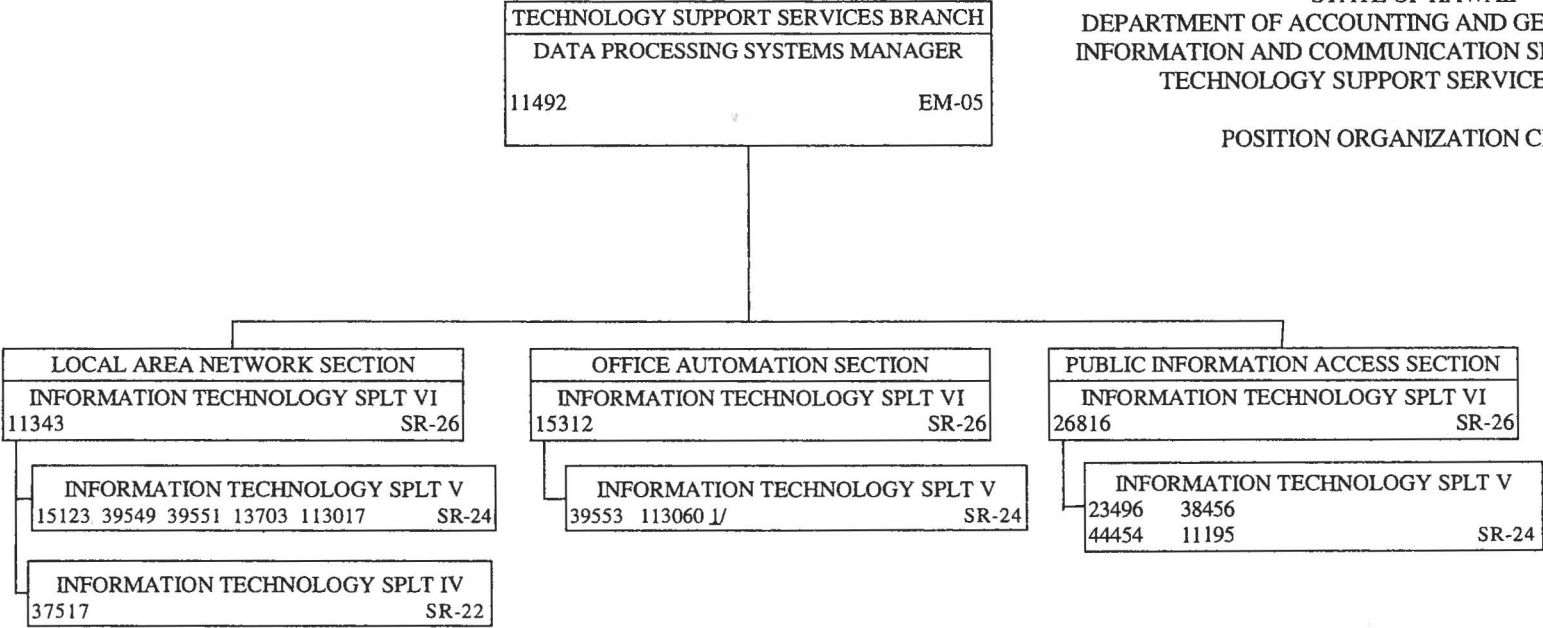 TECHNOLOGY SUPPORT SERVICES BRANCH
DATA PROCESSING SYSTEMS MANAGER
11492 EM-05
DEPARTMENT OF ACCOUNTING AND GE
INFORMATION AND COMMUNICATION
TECHNOLOGY SUPPORT SERVICE
POSITION ORGANIZATION
LOCAL AREA NETWORK SECTION
INFORMATION TECHNOLOGY SPLT VI
11343 SR-26
INFORMATION TECHNOLOGY SPLT V
15123 39549 39551 13703 113017 SR-24
INFORMATION TECHNOLOGY SPLT IV
37517 SR-22
OFFICE AUTOMATION SECTION
INFORMATION TECHNOLOGY SPLT VI
15312 SR-26
INFORMATION TECHNOLOGY SPLT V
39553 113060 1/ SR-24
PUBLIC INFORMATION ACCESS SECTION
INFORMATION TECHNOLOGY SPLT VI
26816 SR-26
INFORMATION TECHNOLOGY SPLT V
23496 38456
44454 11195 SR-24